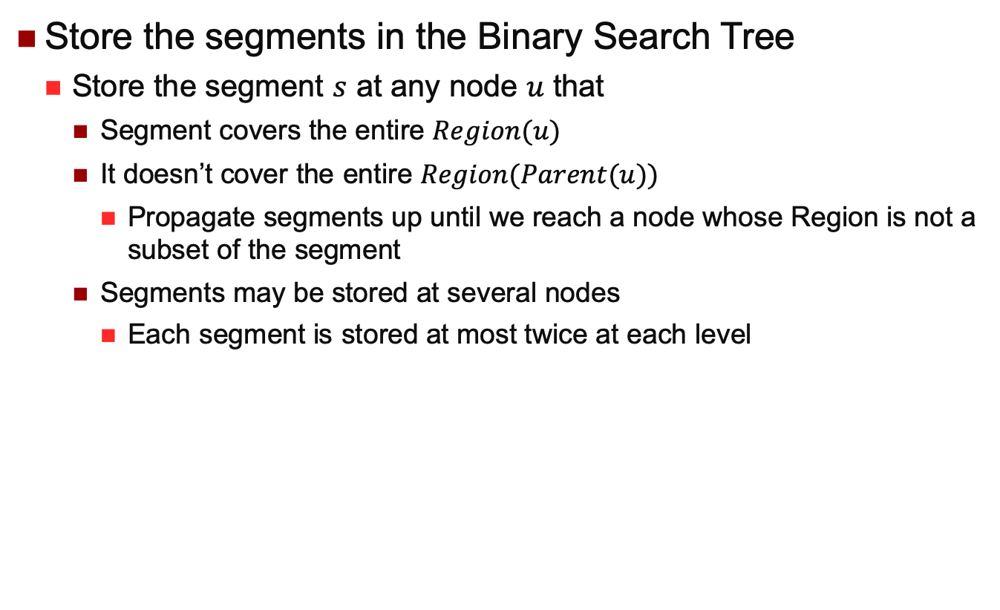 Store the segments in the Binary Search Tree
Store the segment 𝑠 at any node 𝑢 that
Segment covers the entire 𝑅𝑒𝑔𝑖𝑜𝑛(𝑢)
It doesn’t cover the entire 𝑅𝑒𝑔𝑖𝑜𝑛(𝑃𝑎𝑟𝑒𝑛𝑡(𝑢))
Propagate segments up until we reach a node whose Region is not a
subset of the segment
Segments may be stored at several nodes
Each segment is stored at most twice at each level